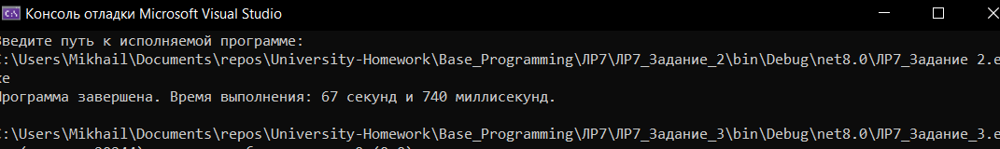 Консоль отладки Microsoft Visual Studio
Введите путь к исполняемой программе:
C:\Users\Mikhail\Documents\repos\University-Homework\Base_Programming\ЛР7\ЛР7_Задание_2\bin\Debug\net8.0\ЛР7_Задание 2.e
xe
Программа завершена. Время выполнения: 67 секунд и 740 миллисекунд.
C:\Users\Mikhail\Documents\repos\University-Homework\Base_Programming\ЛР7\ЛР7_Задание_3\bin\Debug\net8.0\ЛР7_Задание_3.e